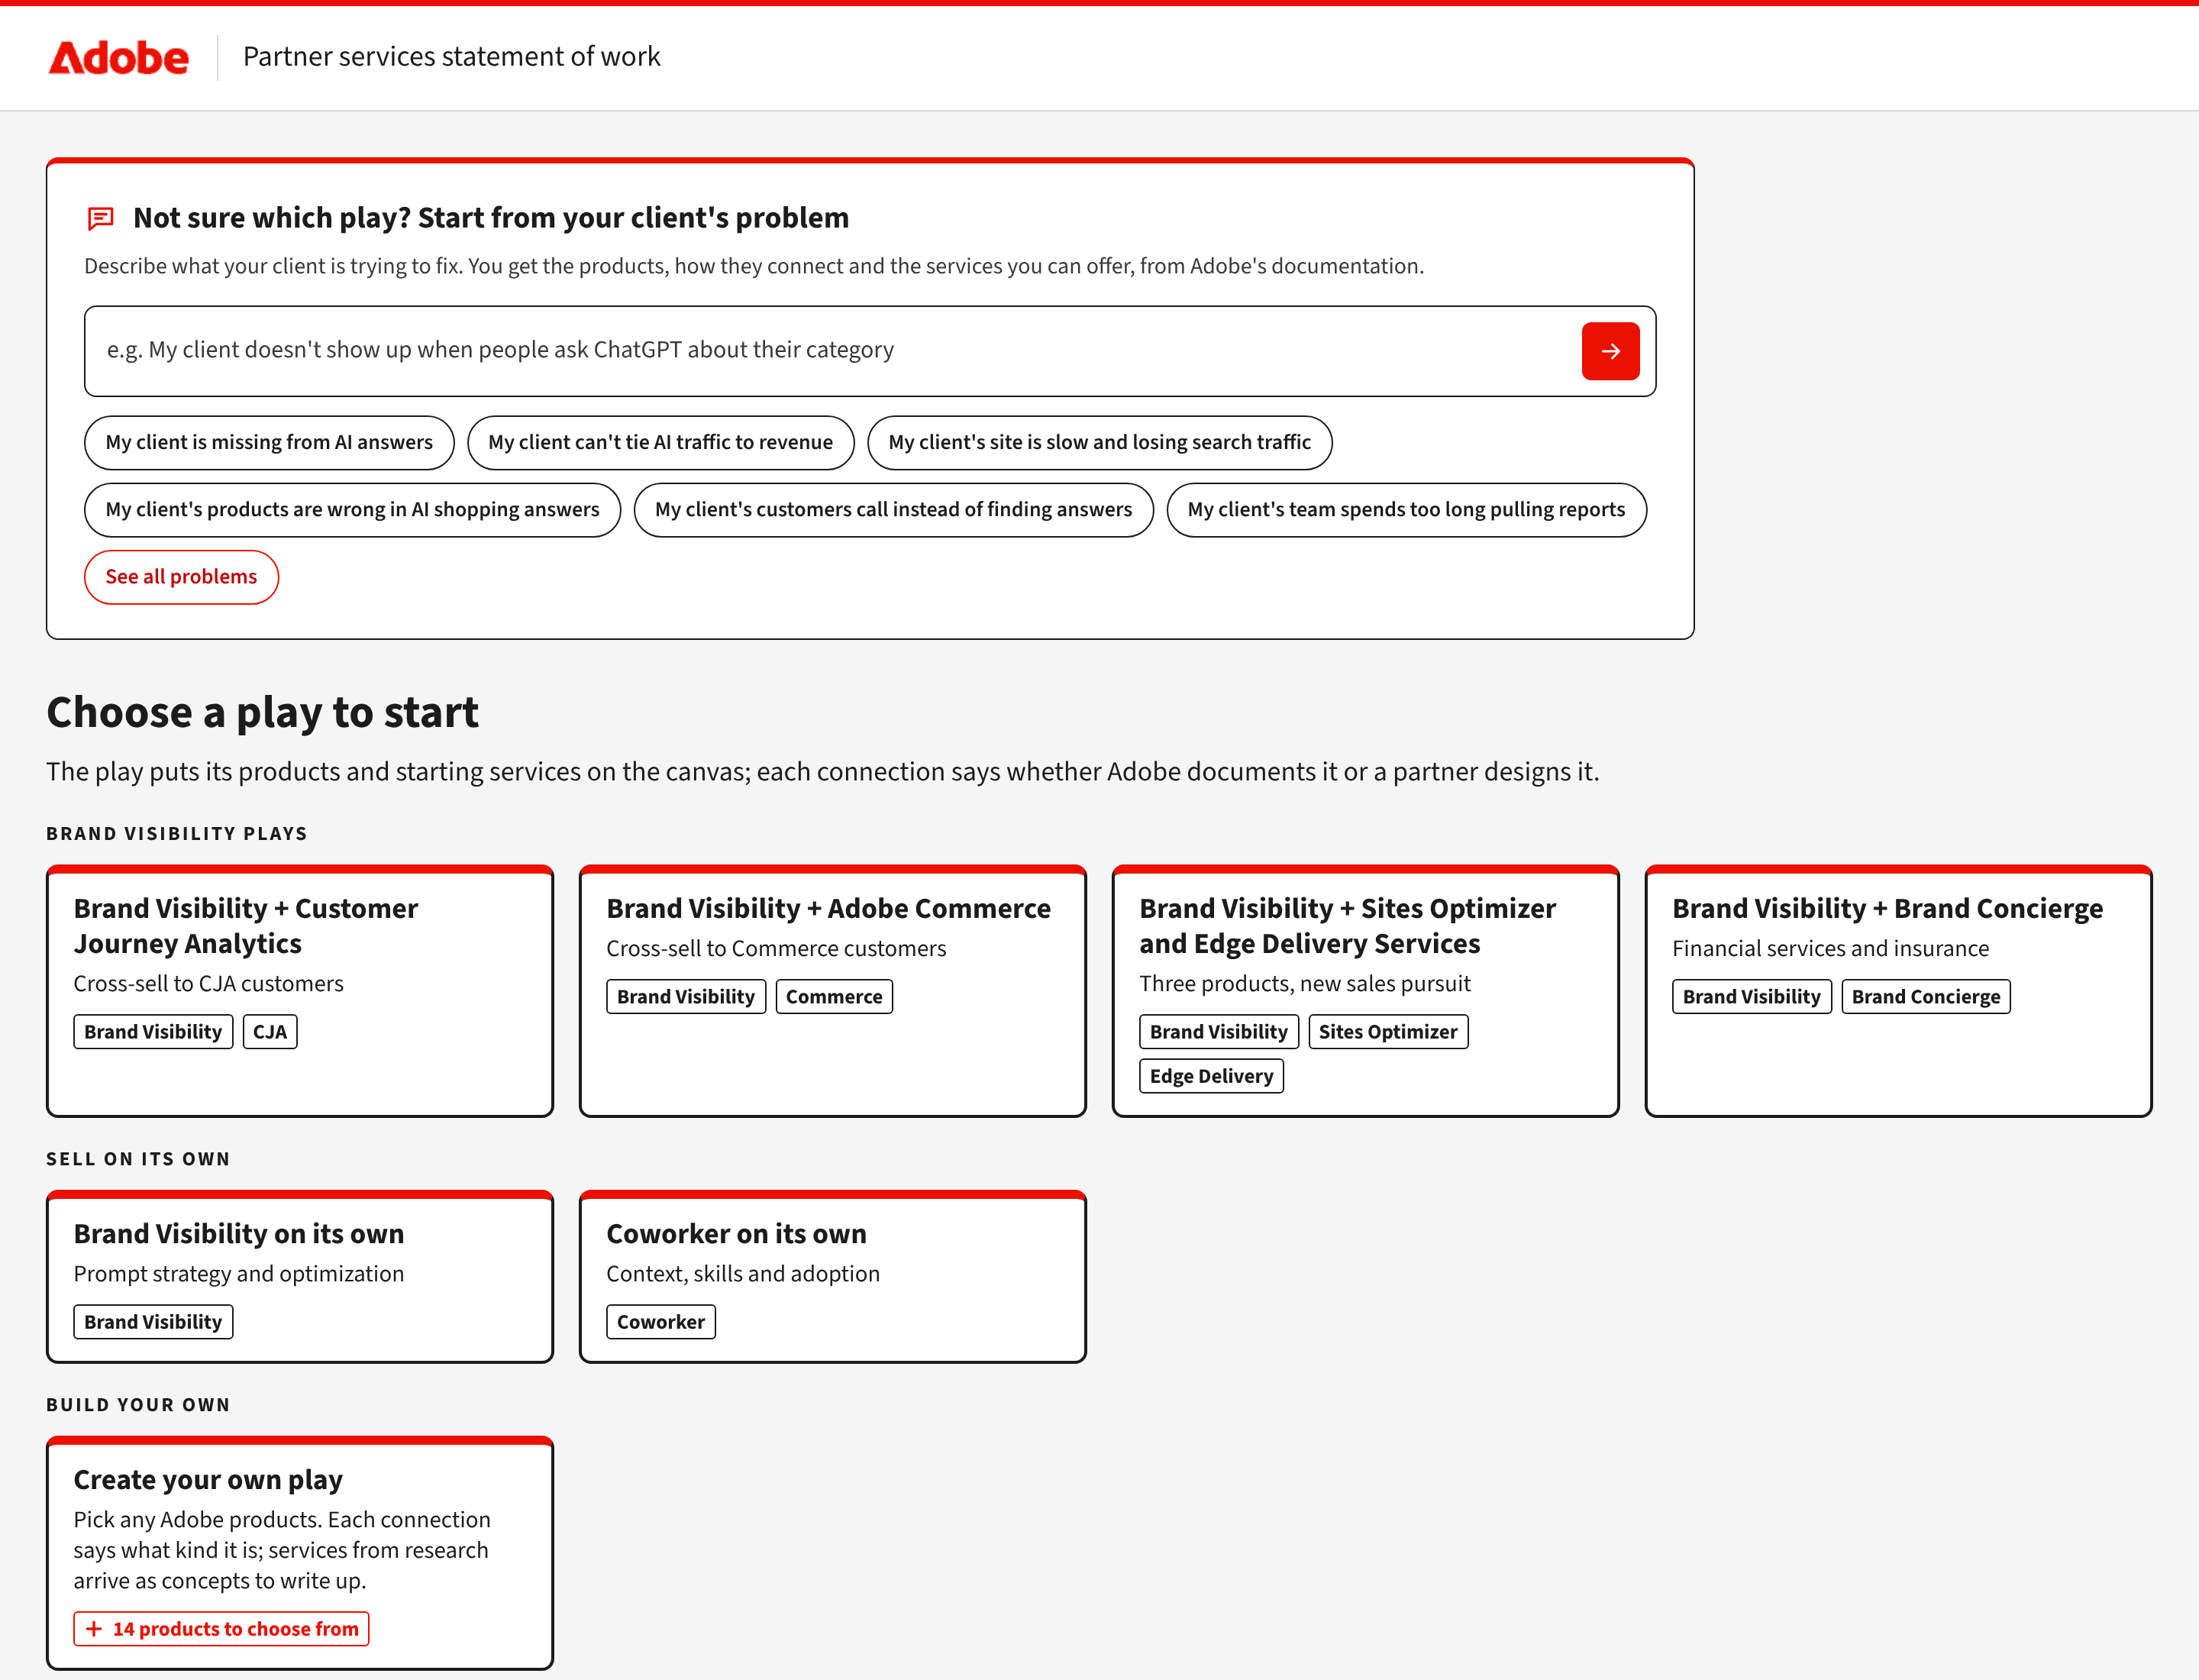 Adobe
Partner services statement of work
Not sure which play? Start from your client's problem
Describe what your client is trying to fix. You get the products, how they connect and the services you can offer, from Adobe's documentation.
e.g. My client doesn't show up when people ask ChatGPT about their category
My client is missing from AI answers
My client can't tie AI traffic to revenue
My client's site is slow and losing search traffic
My client's products are wrong in AI shopping answers
My client's customers call instead of finding answers
My client's team spends too long pulling reports
See all problems
Choose a play to start
The play puts its products and starting services on the canvas; each connection says whether Adobe documents it or a partner designs it.
BRAND VISIBILITY PLAYS
Brand Visibility + Customer
Journey Analytics
Cross-sell to CJA customers
Brand Visibility
CJA
Brand Visibility + Adobe Commerce
Cross-sell to Commerce customers
Brand Visibility
Commerce
Brand Visibility + Sites Optimizer
and Edge Delivery Services
Three products, new sales pursuit
Brand Visibility
Sites Optimizer
Edge Delivery
Brand Visibility + Brand Concierge
Financial services and insurance
Brand Visibility
Brand Concierge
SELL ON ITS OWN
Brand Visibility on its own
Prompt strategy and optimization
Brand Visibility
Coworker on its own
Context, skills and adoption
Coworker
BUILD YOUR OWN
Create your own play
Pick any Adobe products. Each connection
says what kind it is; services from research
arrive as concepts to write up.
+ 14 products to choose from